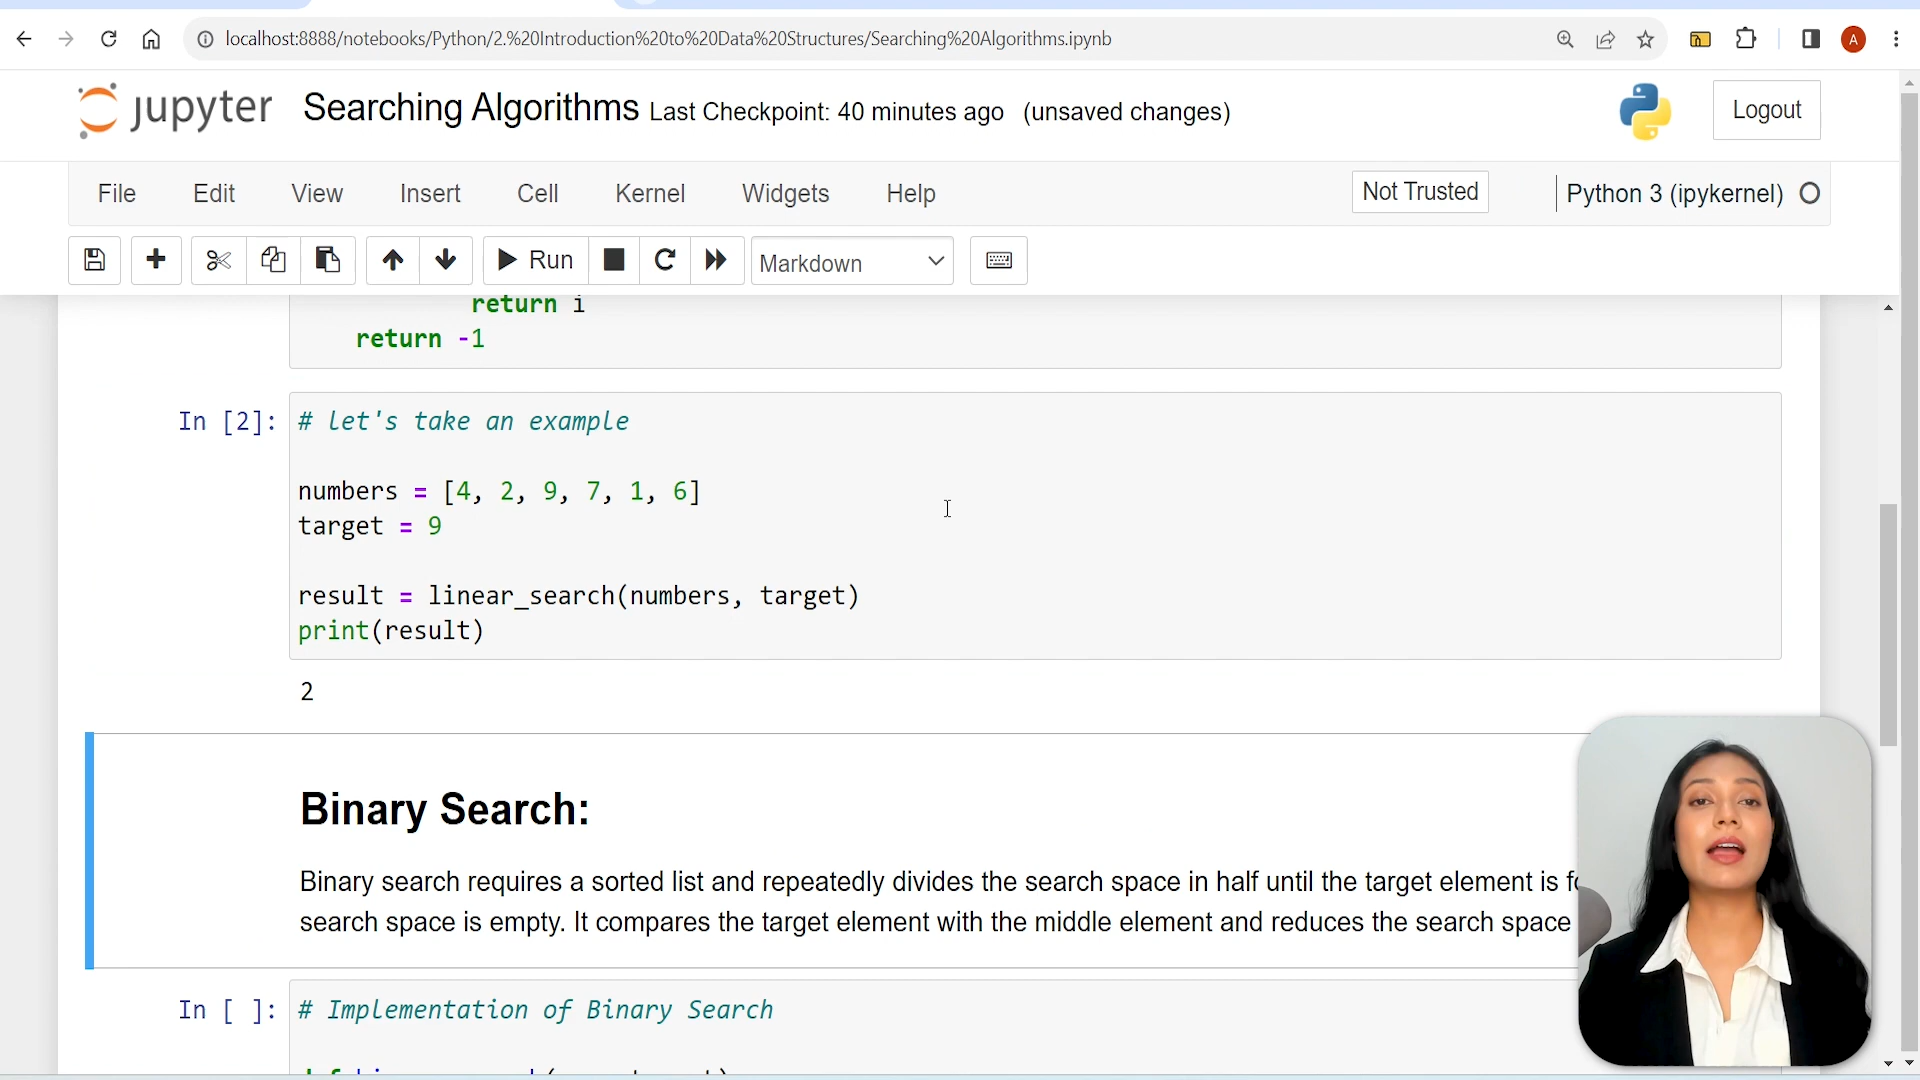 localhost:8888/notebooks/Python/2.%20Introduction%20to%20Data%20Structures/Searching%20Algorithms.ipynb
A
jupyter Searching Algorithms Last Checkpoint: 40 minutes ago (unsaved changes)
Logout
File Edit View Insert Cell Kernel Widgets Help
Not Trusted
Python 3 (ipykernel)
Run
Markdown
return i
return -1
In [2]: # let's take an example
numbers = [4, 2, 9, 7, 1, 6]
target = 9
result = linear_search(numbers, target)
print(result)
2
Binary Search:
Binary search requires a sorted list and repeatedly divides the search space in half until the target element is
search space is empty. It compares the target element with the middle element and reduces the search space
In [ ]: # Implementation of Binary Search